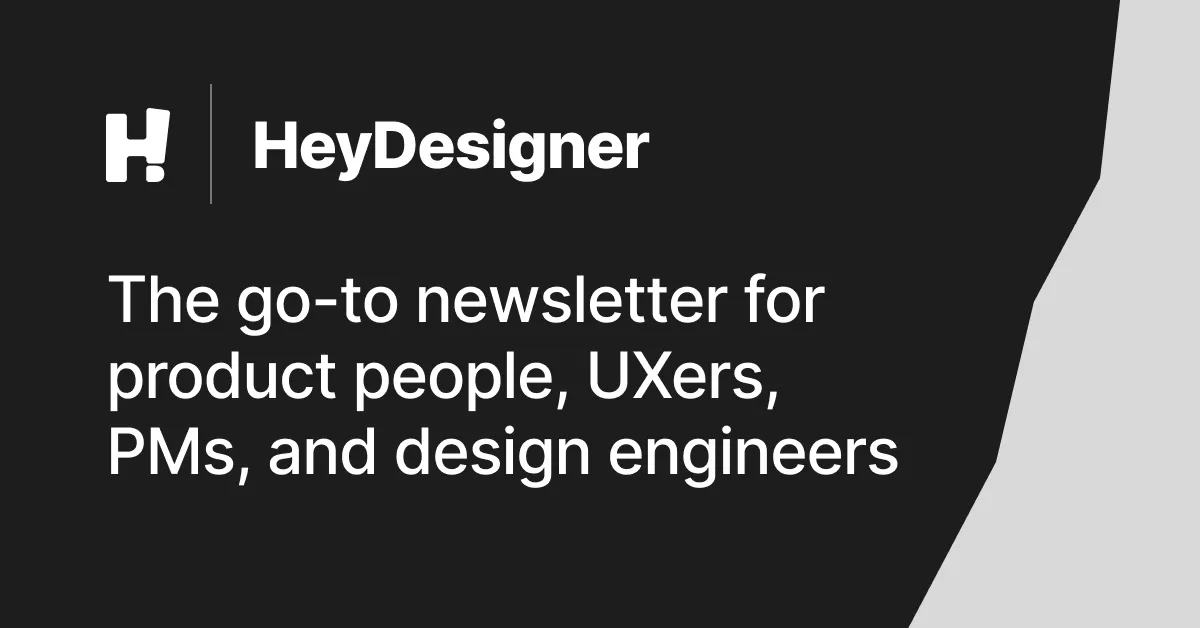 H!
HeyDesigner
The go-to newsletter for
product people, UXers,
PMs, and design engineers